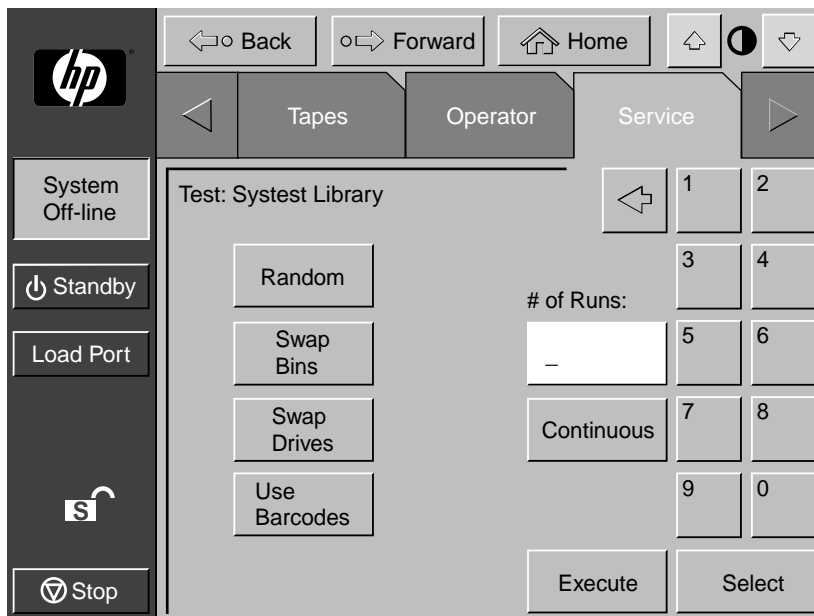 hp
Back
Forward
Home
Tapes
Operator
Service
System
Off-line
Standby
Load Port
S
Stop
Test: Systest Library
Random
Swap
Bins
Swap
Drives
Use
Barcodes
# of Runs:
_
Continuous
1
2
3
4
5
6
7
8
9
0
Execute
Select